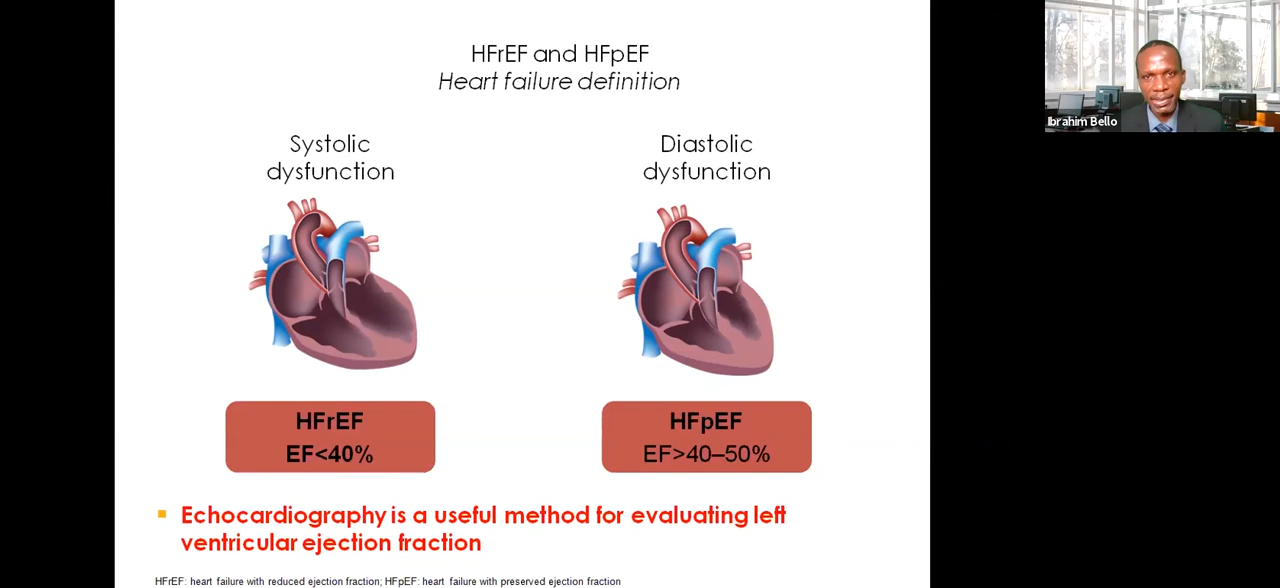 HFrEF and HFpEF
Heart failure definition
Systolic
dysfunction
Diastolic
dysfunction
HFrEF
EF<40%
HFpEF
EF>40–50%
Echocardiography is a useful method for evaluating left
ventricular ejection fraction
HFrEF: heart failure with reduced ejection fraction; HFpEF: heart failure with preserved ejection fraction
Ibrahim Bello